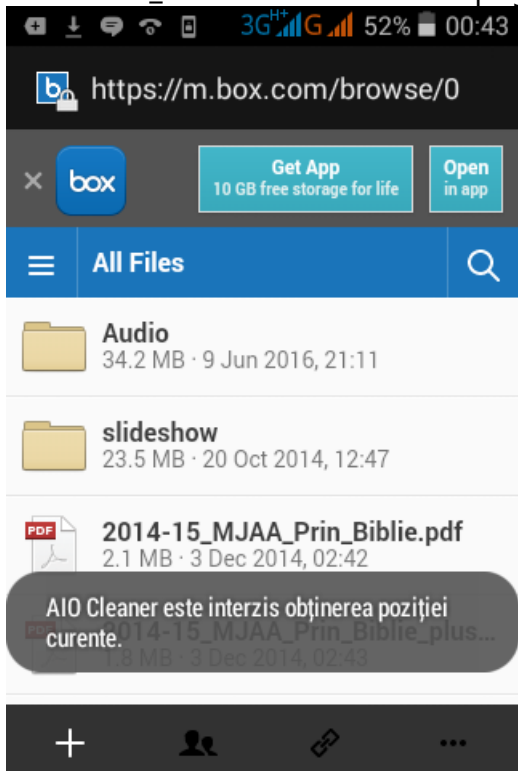 3G H+ G 52% 00:43
https://m.box.com/browse/0
box
Get App
10 GB free storage for life
Open
in app
All Files
Audio
34.2 MB · 9 Jun 2016, 21:11
slideshow
23.5 MB · 20 Oct 2014, 12:47
PDF
2014-15_MJAA_Prin_Biblie.pdf
2.1 MB · 3 Dec 2014, 02:42
AIO Cleaner este interzis obținerea poziției
curente.
2014-15_MJAA_Prin_Biblie_plus...
1.8 MB · 3 Dec 2014, 02:43